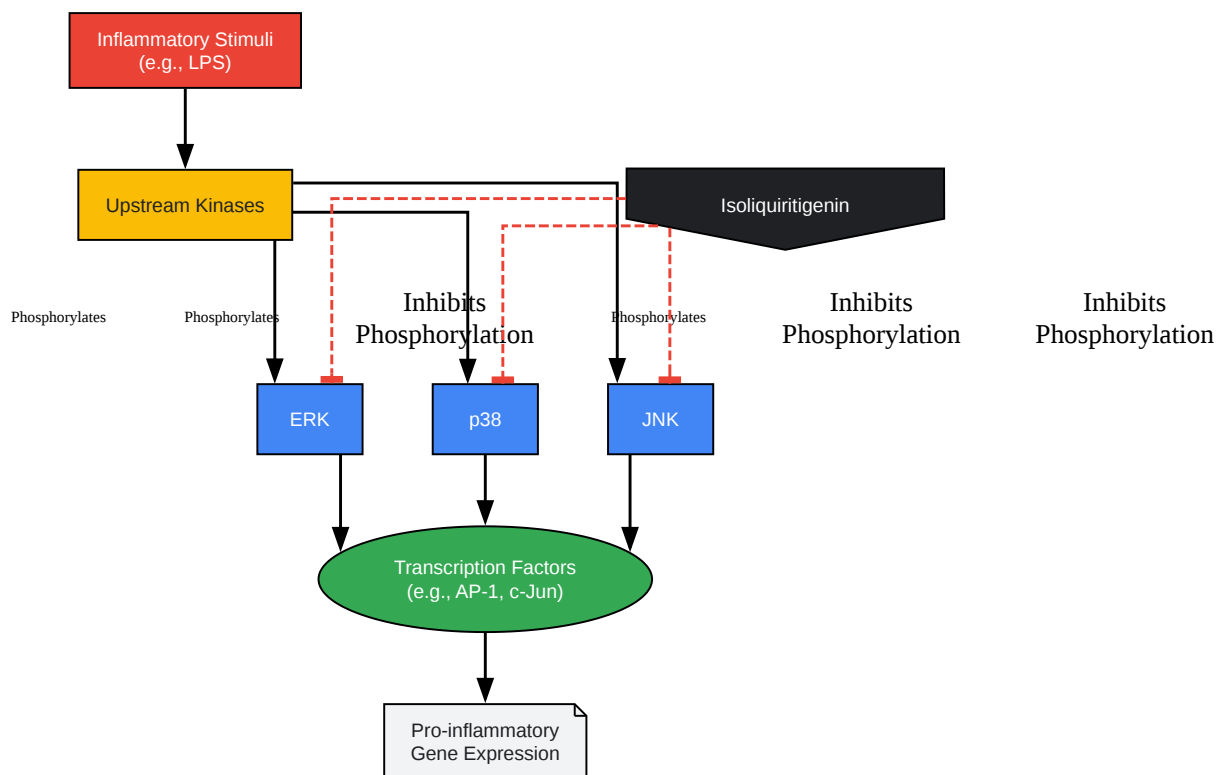 Inflammatory Stimuli
(e.g., LPS)
Upstream Kinases
Isoliquiritigenin
Phosphorylates
Phosphorylates
Inhibits
Phosphorylation
Phosphorylates
Inhibits
Phosphorylation
Inhibits
Phosphorylation
ERK
p38
JNK
Transcription Factors
(e.g., AP-1, c-Jun)
Pro-inflammatory
Gene Expression